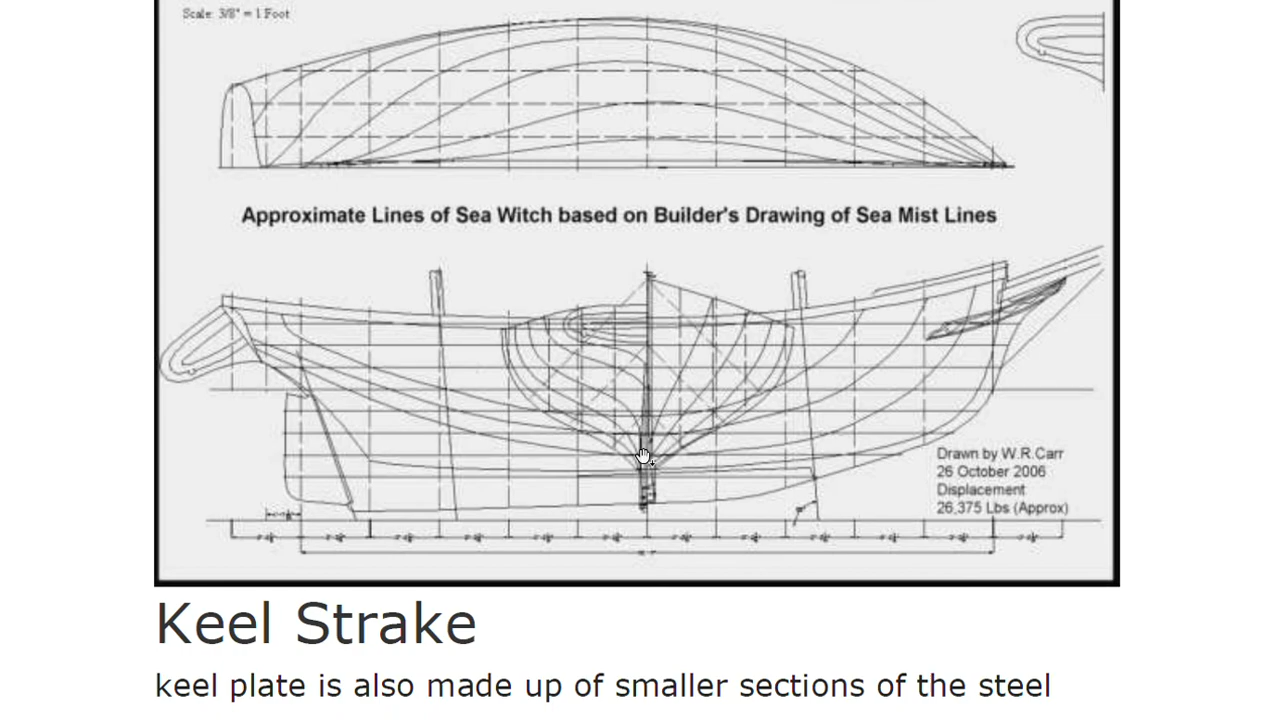 Scale: 3/8" = 1 Foot
Approximate Lines of Sea Witch based on Builder's Drawing of Sea Mist Lines
Drawn by W.R.Carr
26 October 2006
Displacement
26,375 Lbs (Approx)
Keel Strake
keel plate is also made up of smaller sections of the steel